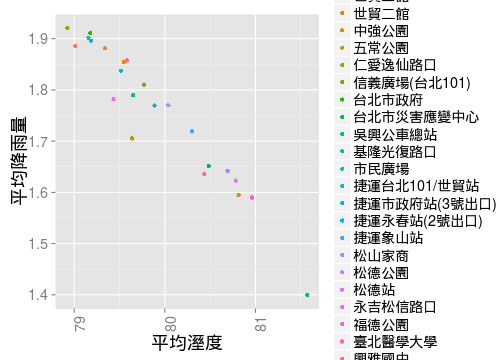 世貿二館
中強公園
五常公園
仁愛逸仙路口
信義廣場(台北101)
台北市政府
台北市災害應變中心
吳興公車總站
基隆光復路口
市民廣場
捷運台北101/世貿站
捷運市政府站(3號出口)
捷運永春站(2號出口)
捷運象山站
松山家商
松德公園
松德站
永吉松信路口
福德公園
臺北醫學大學
興雅國中
平均降雨量
1.9
1.8
1.7
1.6
1.5
1.4
79
80
81
平均溼度